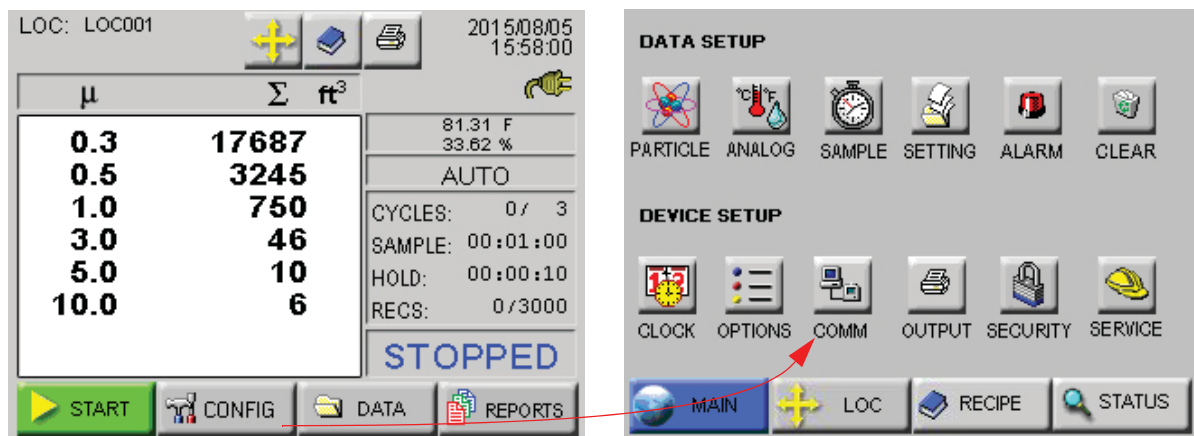 LOC: LOC001
2015/08/05
15:58:00
μ Σ ft³
0.3 17687
0.5 3245
1.0 750
3.0 46
5.0 10
10.0 6
81.31 F
33.62 %
AUTO
CYCLES: 0/ 3
SAMPLE: 00:01:00
HOLD: 00:00:10
RECS: 0/3000
STOPPED
START CONFIG DATA REPORTS
DATA SETUP
°C °F
PARTICLE ANALOG SAMPLE SETTING ALARM CLEAR
DEVICE SETUP
CLOCK OPTIONS COMM OUTPUT SECURITY SERVICE
MAIN LOC RECIPE STATUS